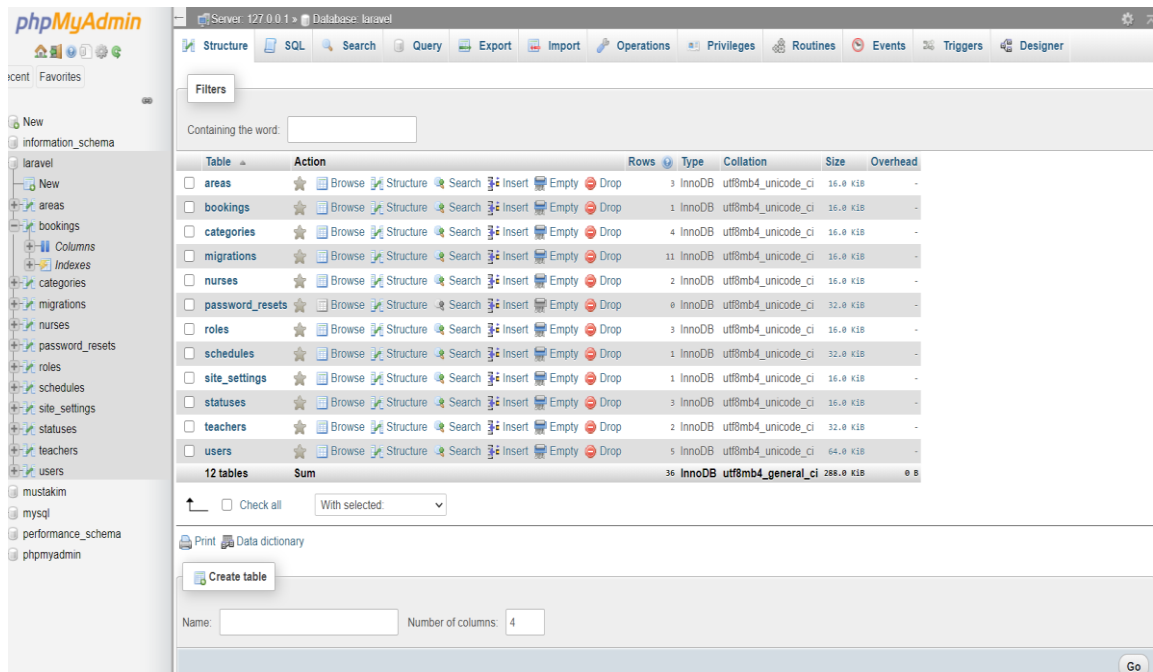 phpMyAdmin
Server: 127.0.0.1 » Database: laravel
Structure SQL Search Query Export Import Operations Privileges Routines Events Triggers Designer
ecent Favorites
New
information_schema
laravel
New
areas
bookings
Columns
Indexes
categories
migrations
nurses
password_resets
roles
schedules
site_settings
statuses
teachers
users
mustakim
mysql
performance_schema
phpmyadmin
Filters
Containing the word:
Table Action Rows Type Collation Size Overhead
areas Browse Structure Search Insert Empty Drop 3 InnoDB utf8mb4_unicode_ci 16.0 KiB -
bookings Browse Structure Search Insert Empty Drop 1 InnoDB utf8mb4_unicode_ci 16.0 KiB -
categories Browse Structure Search Insert Empty Drop 4 InnoDB utf8mb4_unicode_ci 16.0 KiB -
migrations Browse Structure Search Insert Empty Drop 11 InnoDB utf8mb4_unicode_ci 16.0 KiB -
nurses Browse Structure Search Insert Empty Drop 2 InnoDB utf8mb4_unicode_ci 16.0 KiB -
password_resets Browse Structure Search Insert Empty Drop 0 InnoDB utf8mb4_unicode_ci 32.0 KiB -
roles Browse Structure Search Insert Empty Drop 3 InnoDB utf8mb4_unicode_ci 16.0 KiB -
schedules Browse Structure Search Insert Empty Drop 1 InnoDB utf8mb4_unicode_ci 32.0 KiB -
site_settings Browse Structure Search Insert Empty Drop 1 InnoDB utf8mb4_unicode_ci 16.0 KiB -
statuses Browse Structure Search Insert Empty Drop 3 InnoDB utf8mb4_unicode_ci 16.0 KiB -
teachers Browse Structure Search Insert Empty Drop 2 InnoDB utf8mb4_unicode_ci 32.0 KiB -
users Browse Structure Search Insert Empty Drop 5 InnoDB utf8mb4_unicode_ci 64.0 KiB -
12 tables Sum 36 InnoDB utf8mb4_general_ci 288.0 KiB 0 B
Check all With selected:
Print Data dictionary
Create table
Name: Number of columns: 4
Go